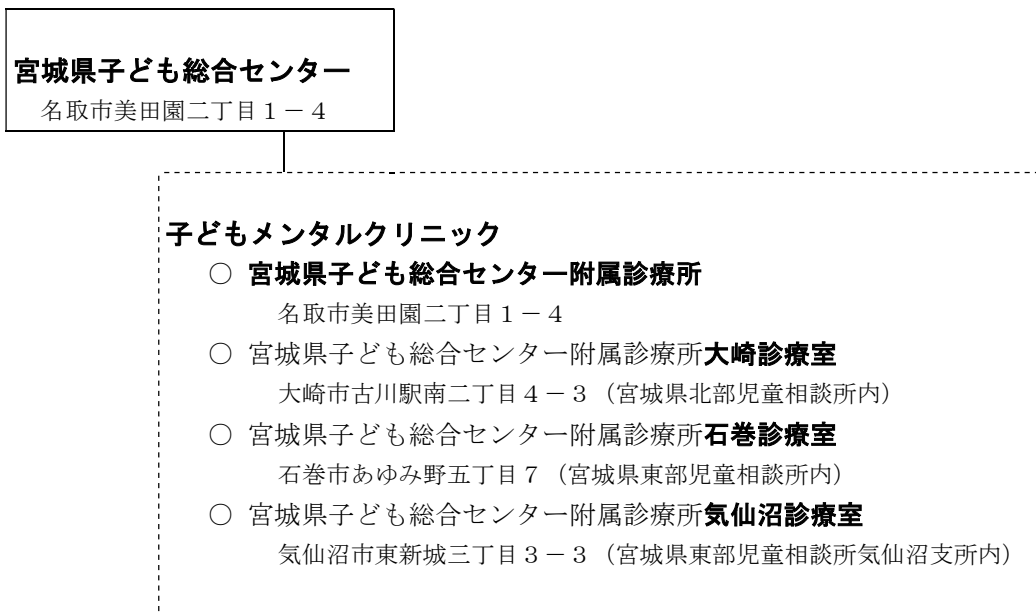 宮城県子ども総合センター
名取市美田園二丁目１－４
子どもメンタルクリニック
○ 宮城県子ども総合センター附属診療所
名取市美田園二丁目１－４
○ 宮城県子ども総合センター附属診療所大崎診療室
大崎市古川駅南二丁目４－３（宮城県北部児童相談所内）
○ 宮城県子ども総合センター附属診療所石巻診療室
石巻市あゆみ野五丁目７（宮城県東部児童相談所内）
○ 宮城県子ども総合センター附属診療所気仙沼診療室
気仙沼市東新城三丁目３－３（宮城県東部児童相談所気仙沼支所内）